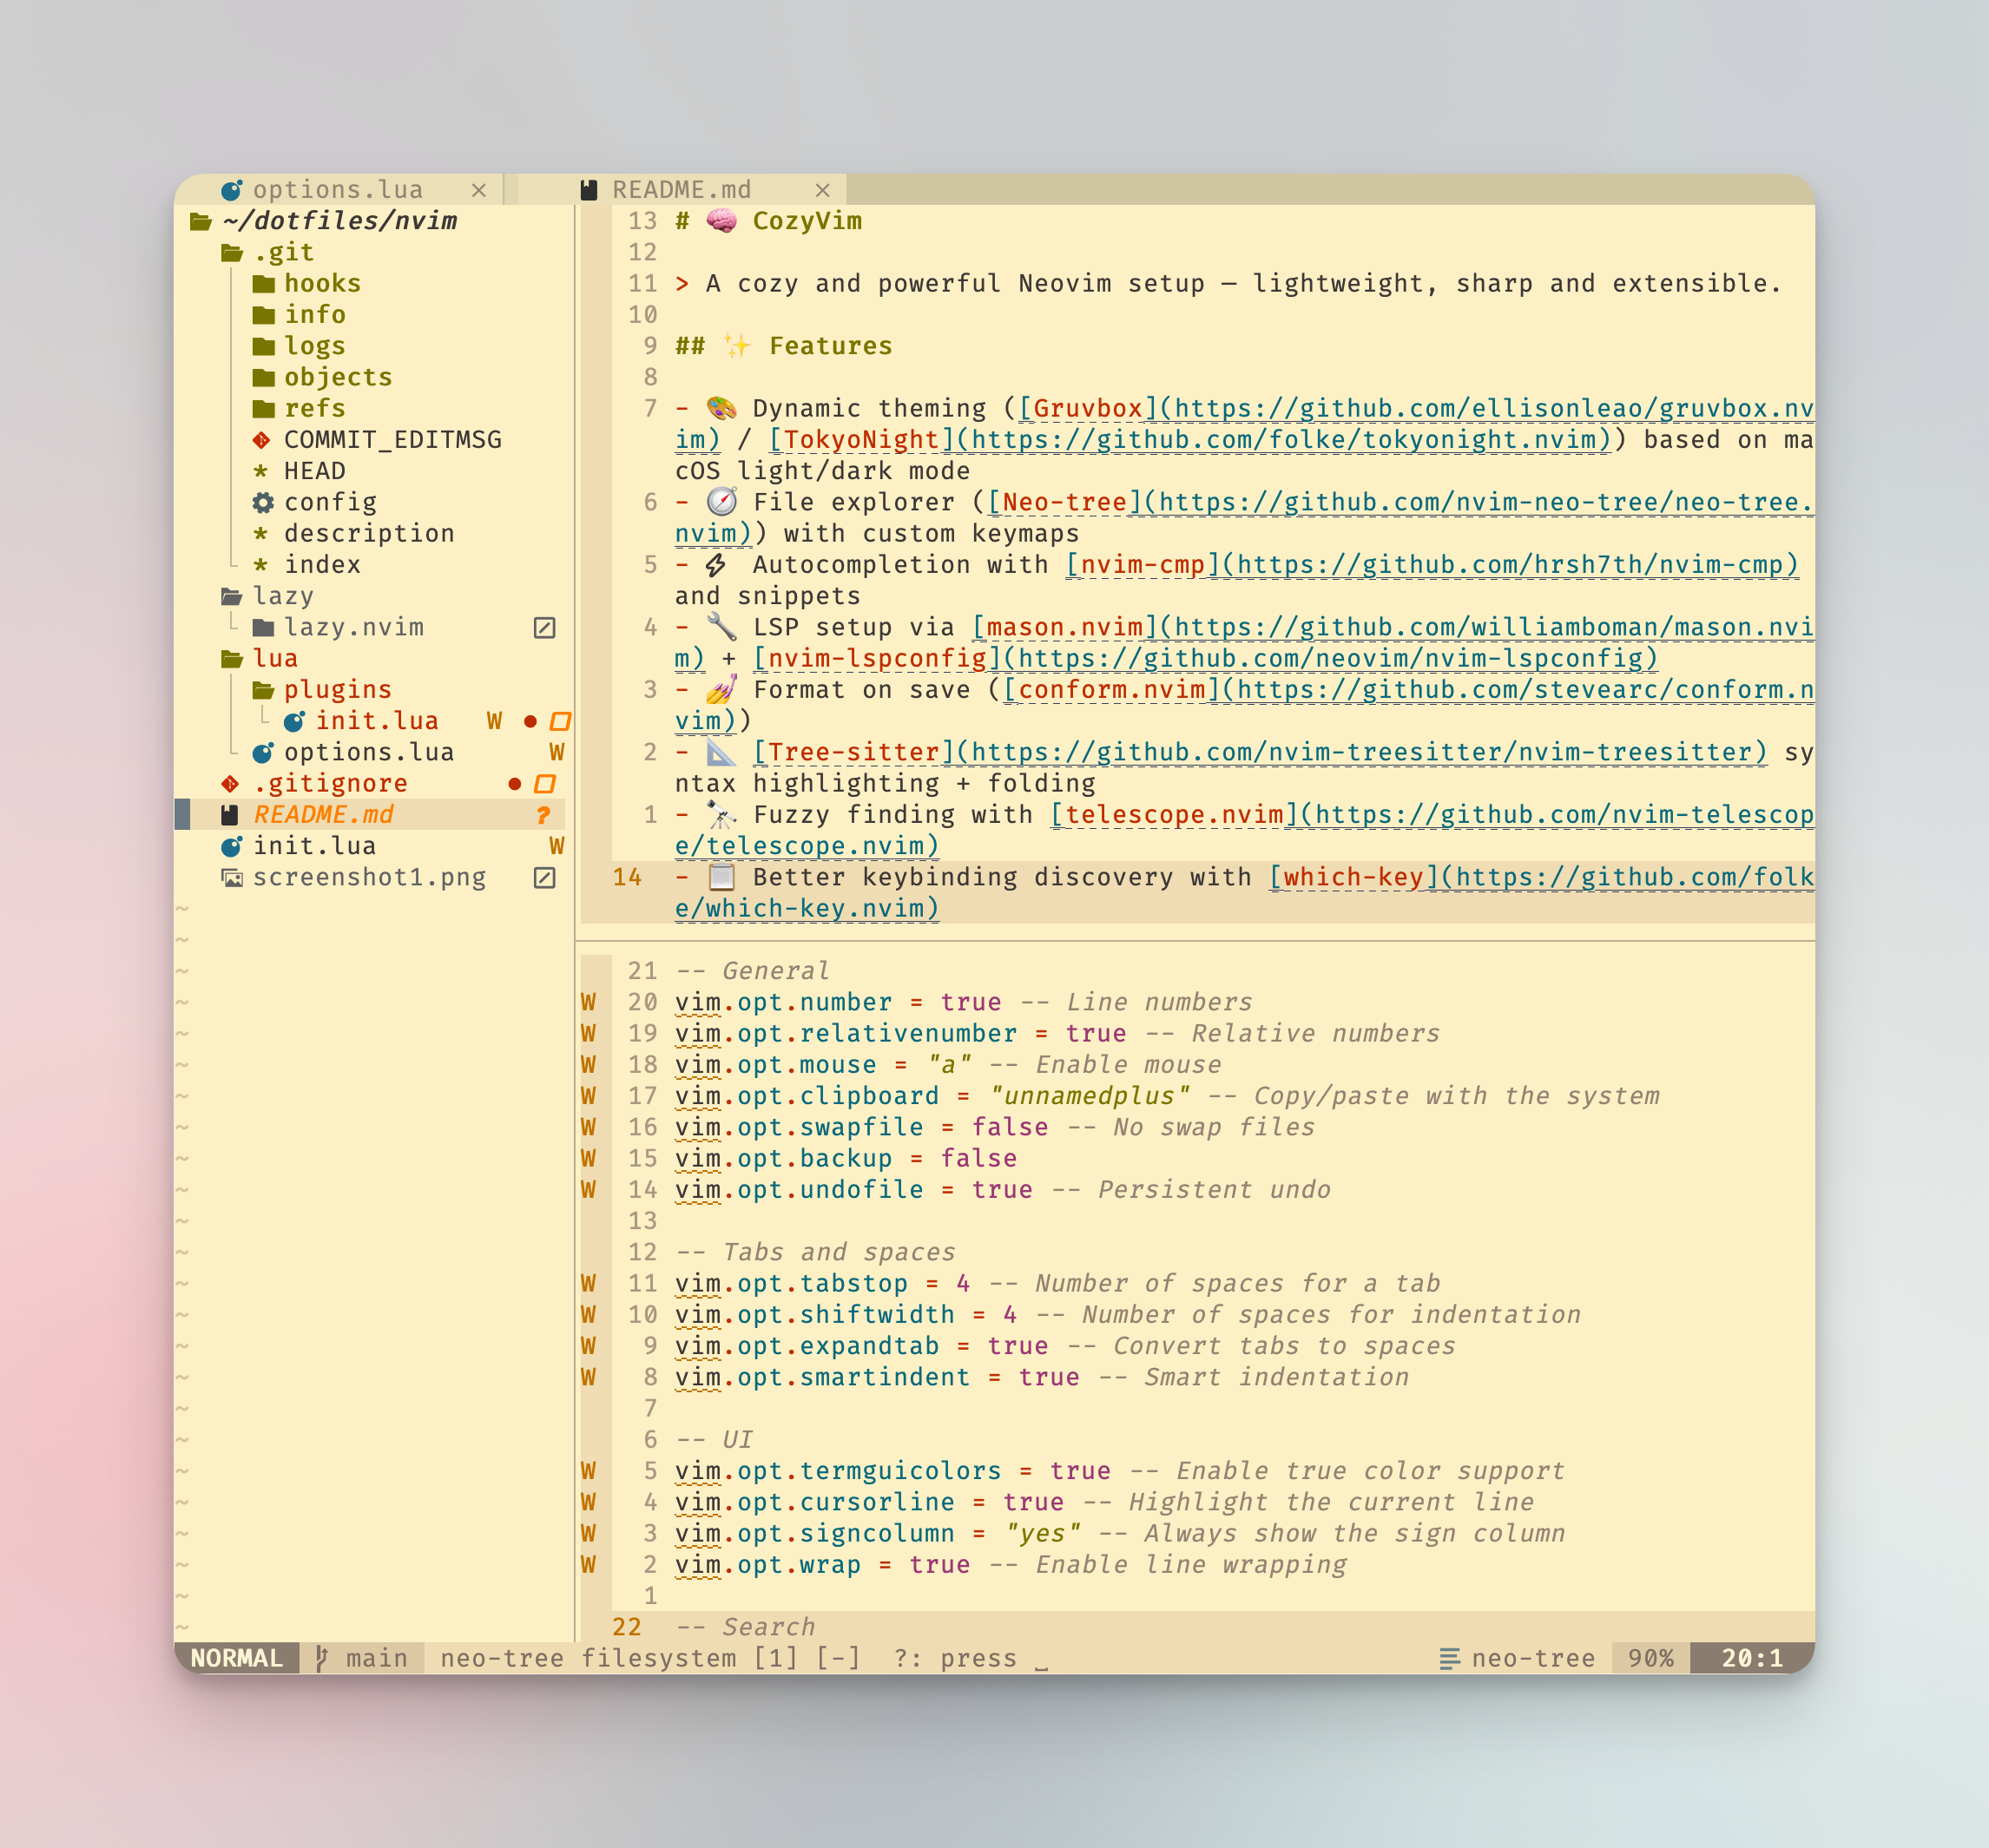 options.lua ×
README.md ×
~/dotfiles/nvim
.git
hooks
info
logs
objects
refs
COMMIT_EDITMSG
* HEAD
config
* description
* index
lazy
lazy.nvim
lua
plugins
init.lua W
options.lua W
.gitignore
README.md ?
init.lua W
screenshot1.png
13 # 🧠 CozyVim
12
11 > A cozy and powerful Neovim setup — lightweight, sharp and extensible.
10
9 ## ✨ Features
8
7 - 🎨 Dynamic theming ([Gruvbox](https://github.com/ellisonleao/gruvbox.nv
im) / [TokyoNight](https://github.com/folke/tokyonight.nvim)) based on ma
cOS light/dark mode
6 - 🧭 File explorer ([Neo-tree](https://github.com/nvim-neo-tree/neo-tree.
nvim)) with custom keymaps
5 - ⚡ Autocompletion with [nvim-cmp](https://github.com/hrsh7th/nvim-cmp)
and snippets
4 - 🔧 LSP setup via [mason.nvim](https://github.com/williamboman/mason.nvi
m) + [nvim-lspconfig](https://github.com/neovim/nvim-lspconfig)
3 - 💅 Format on save ([conform.nvim](https://github.com/stevearc/conform.n
vim))
2 - 📐 [Tree-sitter](https://github.com/nvim-treesitter/nvim-treesitter) sy
ntax highlighting + folding
1 - 🔭 Fuzzy finding with [telescope.nvim](https://github.com/nvim-telescop
e/telescope.nvim)
14 - 📋 Better keybinding discovery with [which-key](https://github.com/folk
e/which-key.nvim)
21 -- General
W 20 vim.opt.number = true -- Line numbers
W 19 vim.opt.relativenumber = true -- Relative numbers
W 18 vim.opt.mouse = "a" -- Enable mouse
W 17 vim.opt.clipboard = "unnamedplus" -- Copy/paste with the system
W 16 vim.opt.swapfile = false -- No swap files
W 15 vim.opt.backup = false
W 14 vim.opt.undofile = true -- Persistent undo
13
12 -- Tabs and spaces
W 11 vim.opt.tabstop = 4 -- Number of spaces for a tab
W 10 vim.opt.shiftwidth = 4 -- Number of spaces for indentation
W 9 vim.opt.expandtab = true -- Convert tabs to spaces
W 8 vim.opt.smartindent = true -- Smart indentation
7
6 -- UI
W 5 vim.opt.termguicolors = true -- Enable true color support
W 4 vim.opt.cursorline = true -- Highlight the current line
W 3 vim.opt.signcolumn = "yes" -- Always show the sign column
W 2 vim.opt.wrap = true -- Enable line wrapping
1
22 -- Search
NORMAL main neo-tree filesystem [1] [-] ?: press ␣ neo-tree 90% 20:1